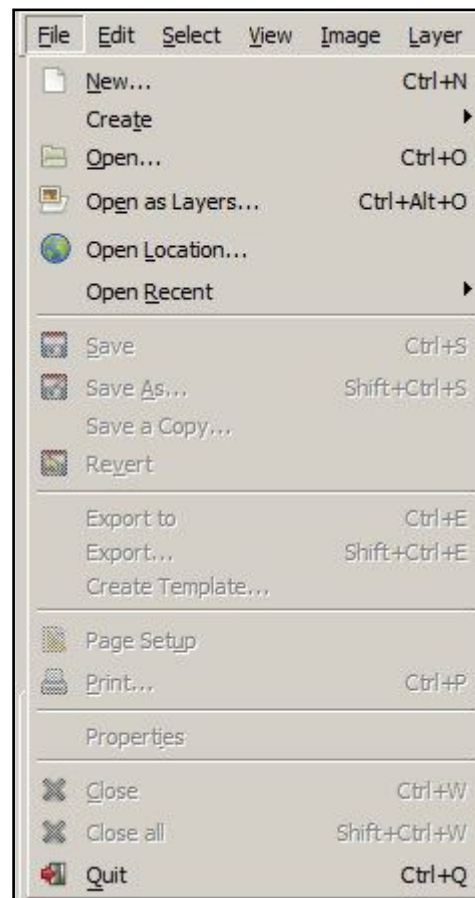 File Edit Select View Image Layer
New... Ctrl+N
Create
Open... Ctrl+O
Open as Layers... Ctrl+Alt+O
Open Location...
Open Recent
Save Ctrl+S
Save As... Shift+Ctrl+S
Save a Copy...
Revert
Export to Ctrl+E
Export... Shift+Ctrl+E
Create Template...
Page Setup
Print... Ctrl+P
Properties
Close Ctrl+W
Close all Shift+Ctrl+W
Quit Ctrl+Q